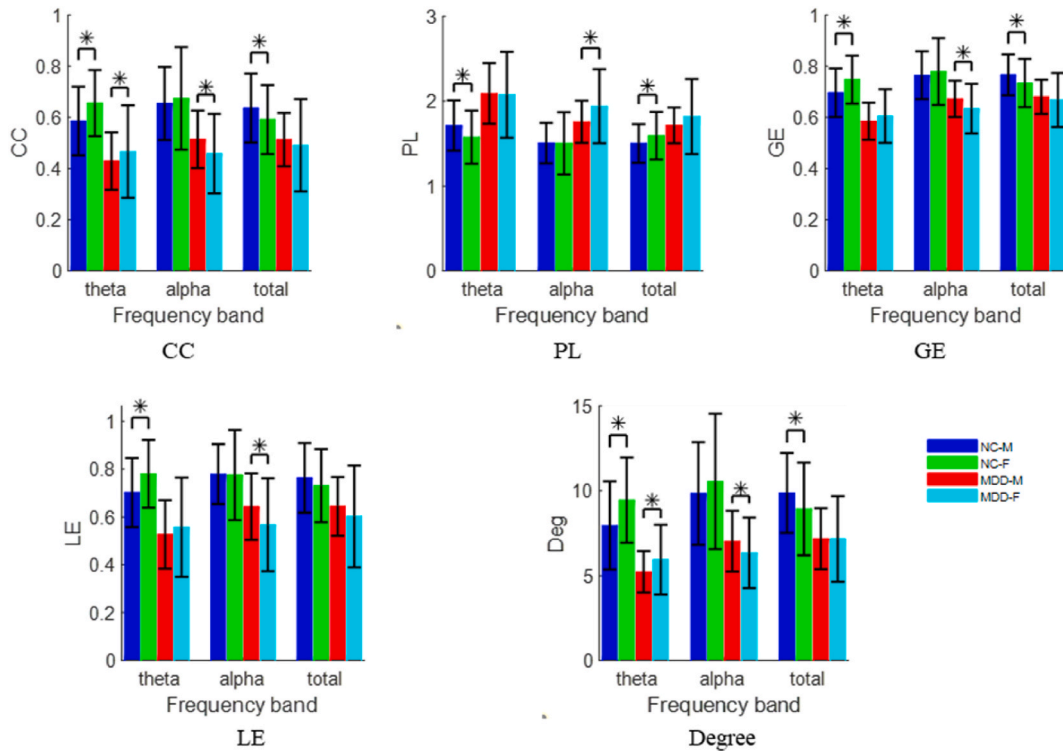 1
0.8
0.6
0.4
0.2
0
CC
* * * *
theta alpha total
Frequency band
CC
3
2
1
0
PL
* * *
theta alpha total
Frequency band
PL
1
0.8
0.6
0.4
0.2
0
GE
* * *
theta alpha total
Frequency band
GE
1
0.8
0.6
0.4
0.2
0
LE
* *
theta alpha total
Frequency band
LE
15
10
5
0
Deg
* * * *
theta alpha total
Frequency band
Degree
NC-M
NC-F
MDD-M
MDD-F